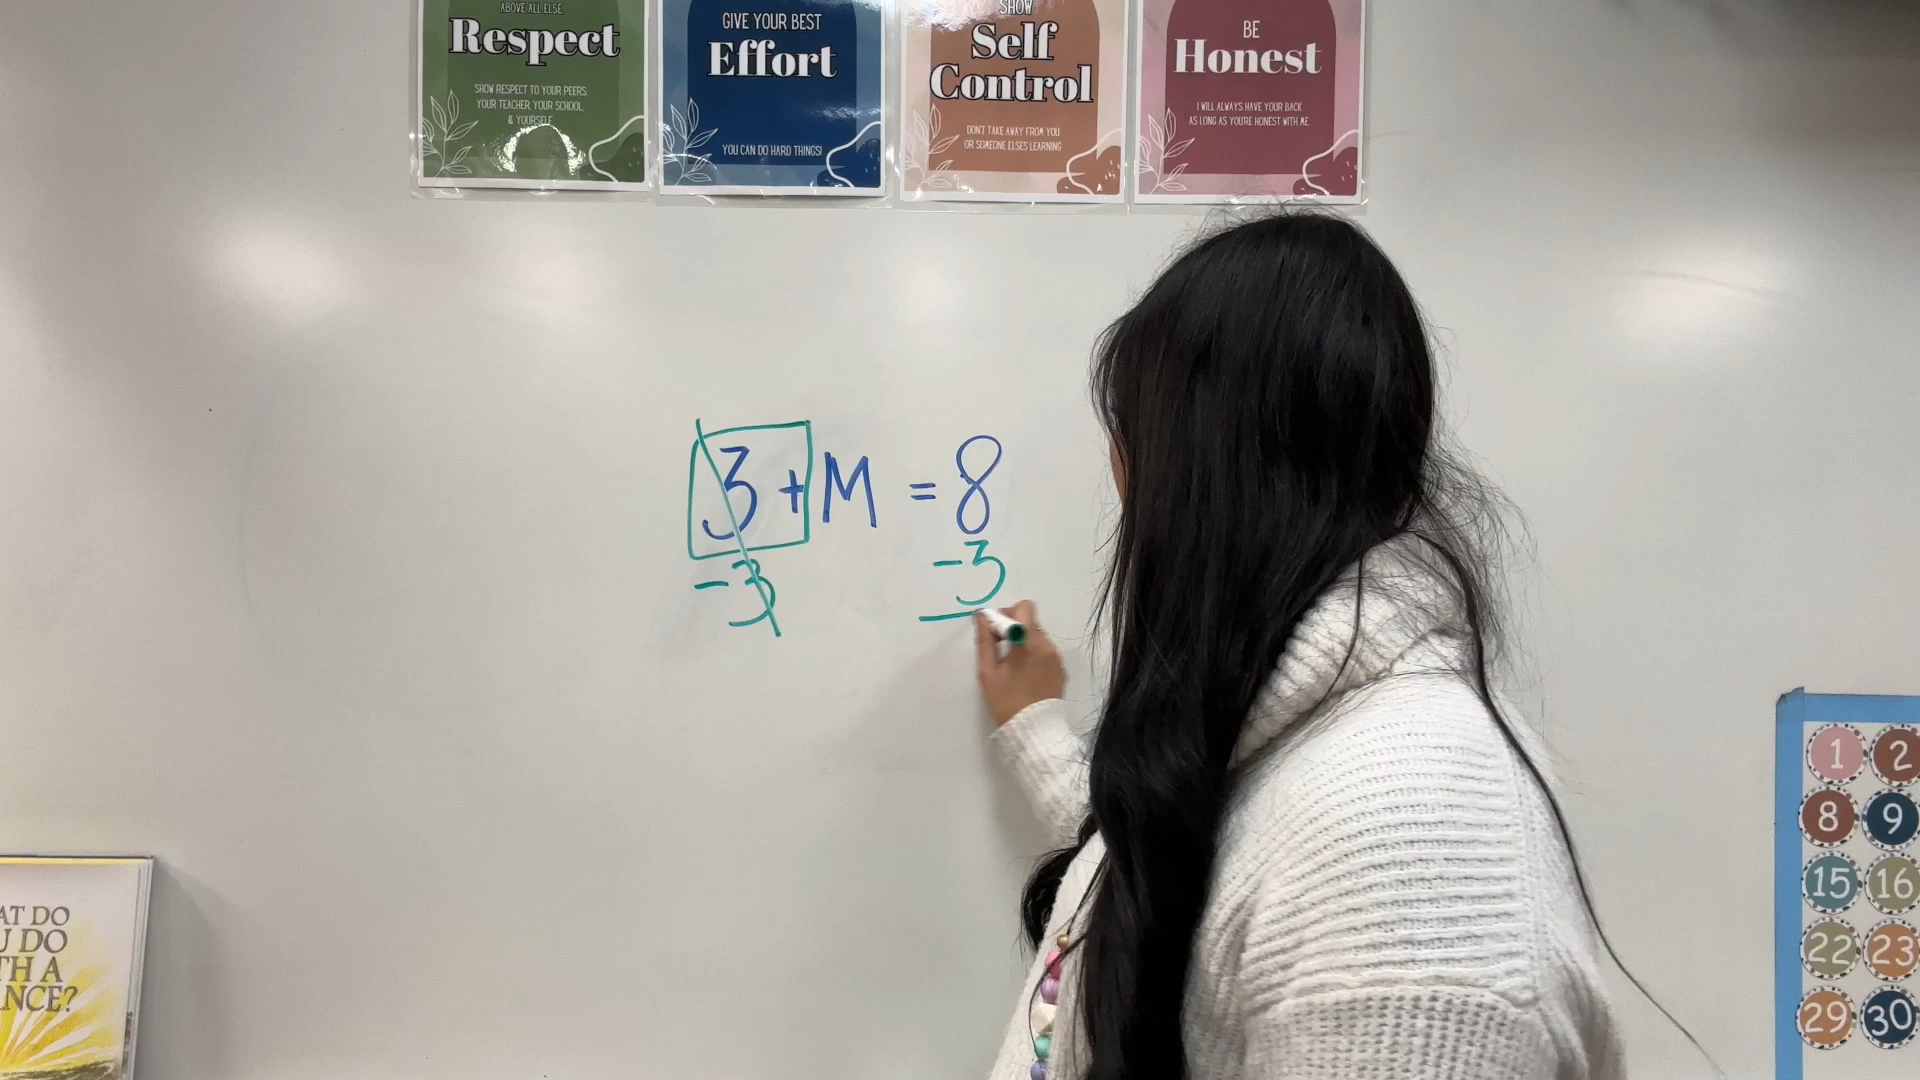 ABOVE ALL ELSE
Respect
SHOW RESPECT TO YOUR PEERS,
YOUR TEACHER, YOUR SCHOOL,
& YOURSELF
GIVE YOUR BEST
Effort
YOU CAN DO HARD THINGS!
SHOW
Self
Control
DON'T TAKE AWAY FROM YOU
OR SOMEONE ELSES LEARNING
BE
Honest
I WILL ALWAYS HAVE YOUR BACK
AS LONG AS YOU'RE HONEST WITH ME.
3 + M = 8
-3 -3
AT DO
U DO
TH A
NCE?
1 2
8 9
15 16
22 23
29 30